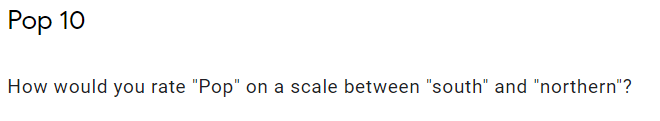 Pop 10
How would you rate "Pop" on a scale between "south" and "northern"?